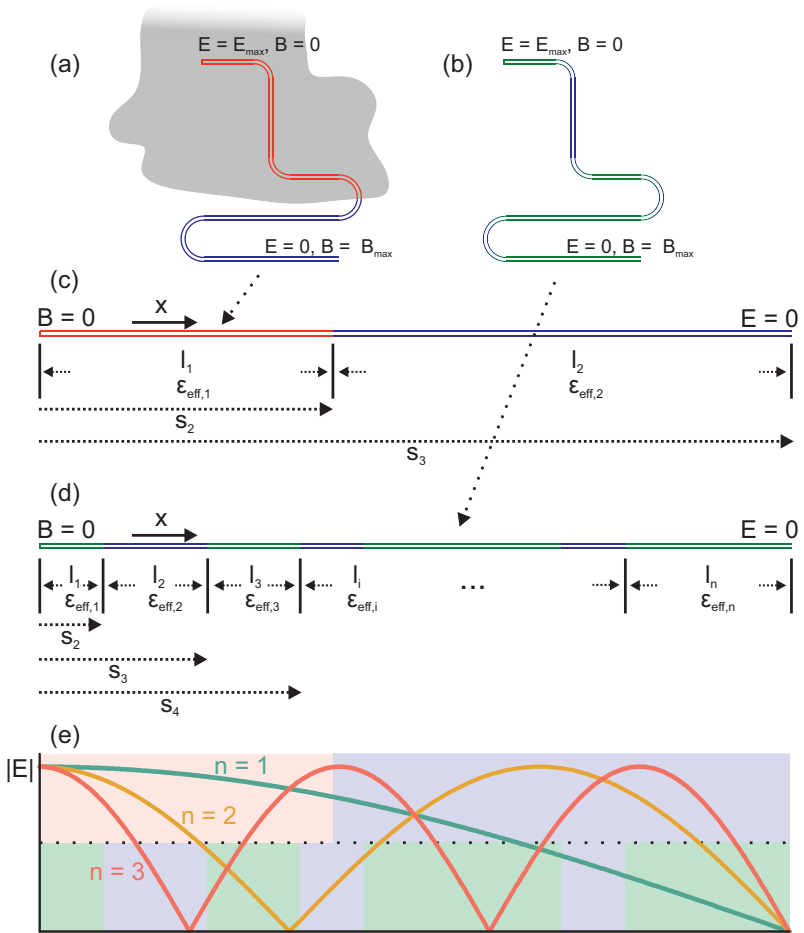 (a)
E = E_max, B = 0
E = 0, B = B_max
(b)
E = E_max, B = 0
E = 0, B = B_max
(c)
B = 0
x
E = 0
l_1
l_2
ε_eff,1
ε_eff,2
s_2
s_3
(d)
B = 0
x
E = 0
l_1
l_2
l_3
l_i
...
l_n
ε_eff,1
ε_eff,2
ε_eff,3
ε_eff,i
ε_eff,n
s_2
s_3
s_4
(e)
|E|
n = 1
n = 2
n = 3